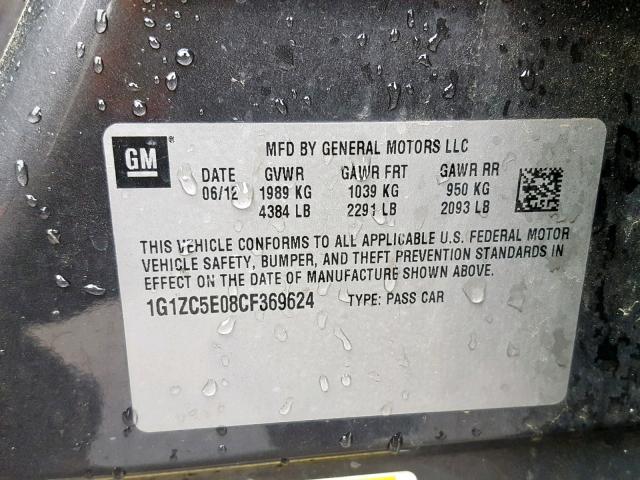 GM
MFD BY GENERAL MOTORS LLC
DATE GVWR GAWR FRT GAWR RR
06/12 1989 KG 1039 KG 950 KG
4384 LB 2291 LB 2093 LB
THIS VEHICLE CONFORMS TO ALL APPLICABLE U.S. FEDERAL MOTOR
VEHICLE SAFETY, BUMPER, AND THEFT PREVENTION STANDARDS IN
EFFECT ON THE DATE OF MANUFACTURE SHOWN ABOVE.
1G1ZC5E08CF369624 TYPE: PASS CAR